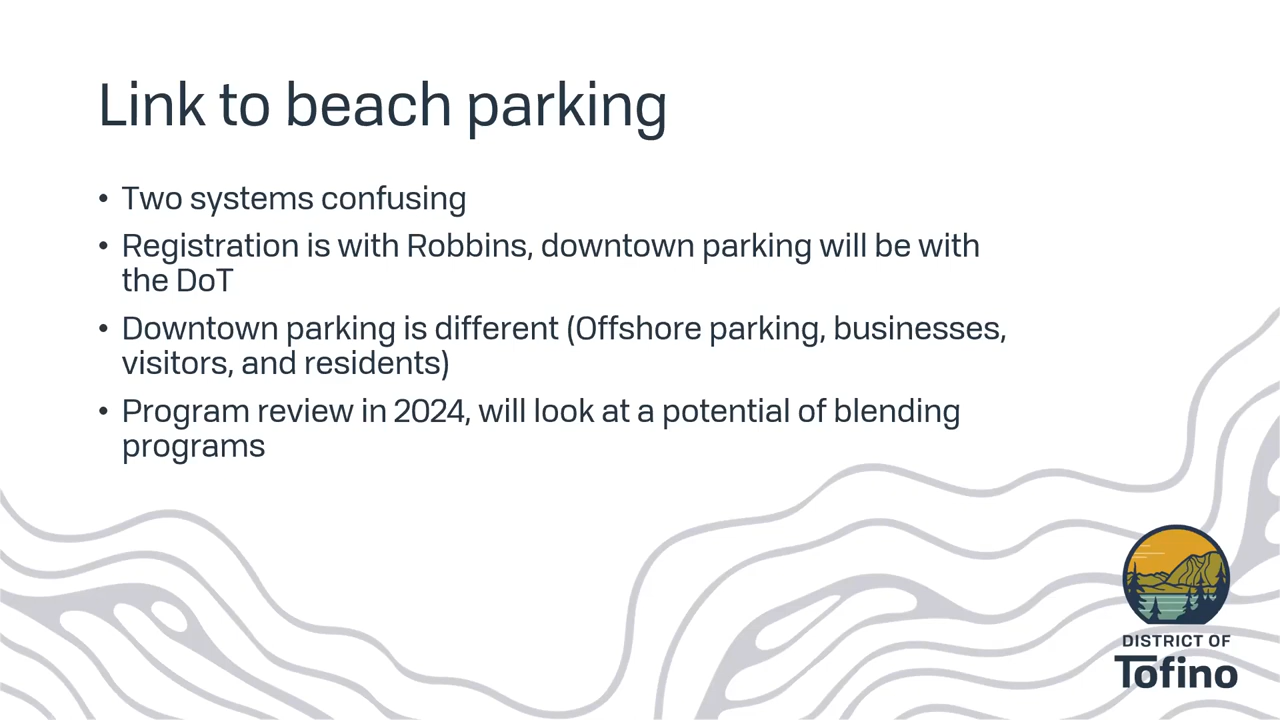 Link to beach parking
• Two systems confusing
• Registration is with Robbins, downtown parking will be with
the DoT
• Downtown parking is different (Offshore parking, businesses,
visitors, and residents)
• Program review in 2024, will look at a potential of blending
programs
DISTRICT OF
Tofino